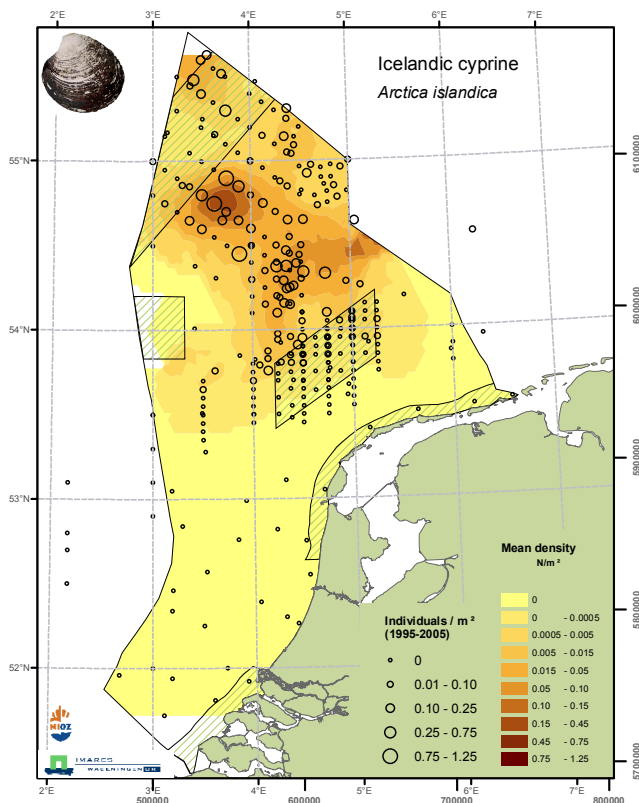 2°E 3°E 4°E 5°E 6°E 7°E
Icelandic cyprine
Arctica islandica
55°N
54°N
53°N
52°N
6100000
6000000
5900000
5800000
5700000
Mean density
N/m²
0
0 - 0.0005
0.0005 - 0.005
0.005 - 0.015
0.015 - 0.05
0.05 - 0.10
0.10 - 0.15
0.15 - 0.45
0.45 - 0.75
0.75 - 1.25
Individuals / m²
(1995-2005)
0
0.01 - 0.10
0.10 - 0.25
0.25 - 0.75
0.75 - 1.25
NIOZ
IMARES
WAGENINGEN UR
2°E 3°E 4°E 5°E 6°E 7°E
500000 600000 700000 800000